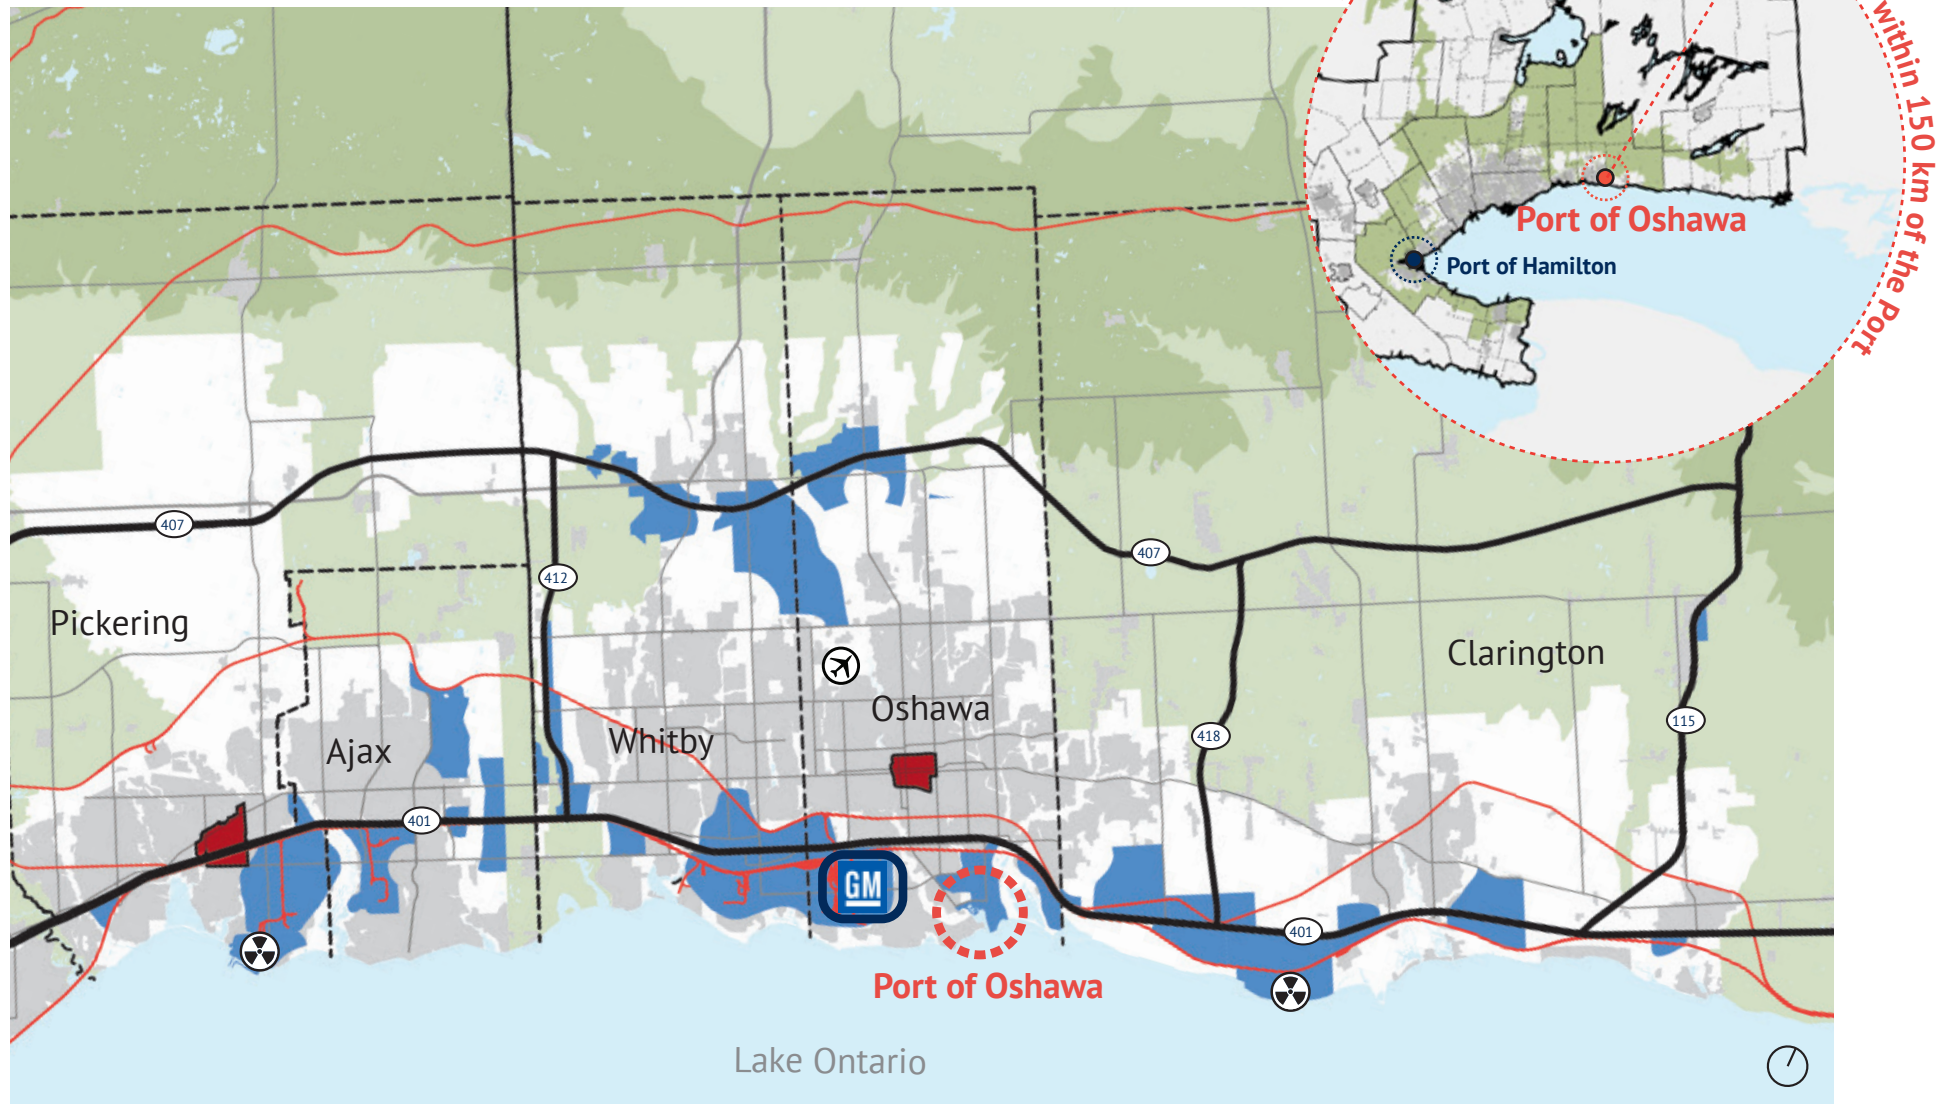 within 150 km of the Port
Port of Oshawa
Port of Hamilton
407
407
412
Pickering
Clarington
Oshawa
115
Whitby
418
Ajax
401
GM
401
Port of Oshawa
Lake Ontario